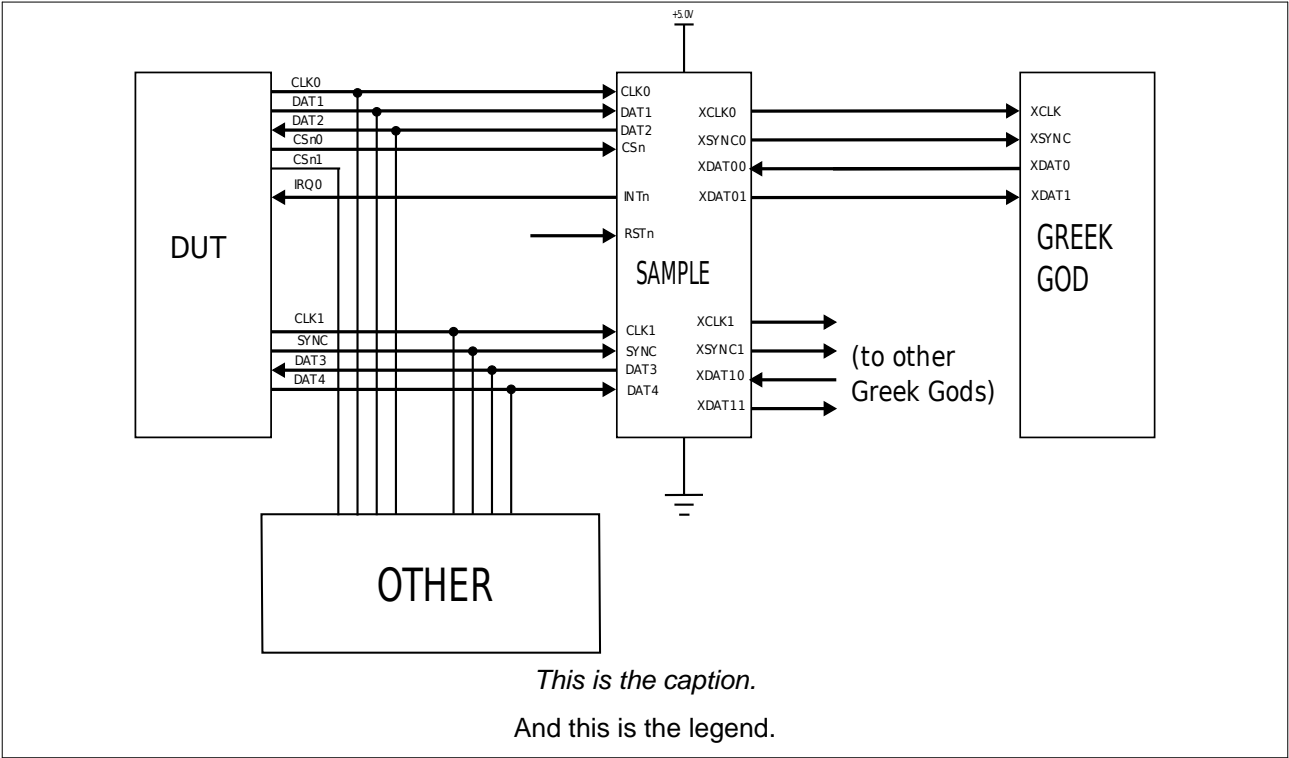 +5.0V
CLK0
DAT1
DAT2
CSn0
CSn1
IRQ0
DUT
CLK1
SYNC
DAT3
DAT4
CLK0
DAT1
DAT2
CSn
INTn
RSTn
SAMPLE
CLK1
SYNC
DAT3
DAT4
XCLK0
XSYNC0
XDAT00
XDAT01
XCLK1
XSYNC1
XDAT10
XDAT11
(to other
Greek Gods)
XCLK
XSYNC
XDAT0
XDAT1
GREEK
GOD
OTHER
This is the caption.
And this is the legend.